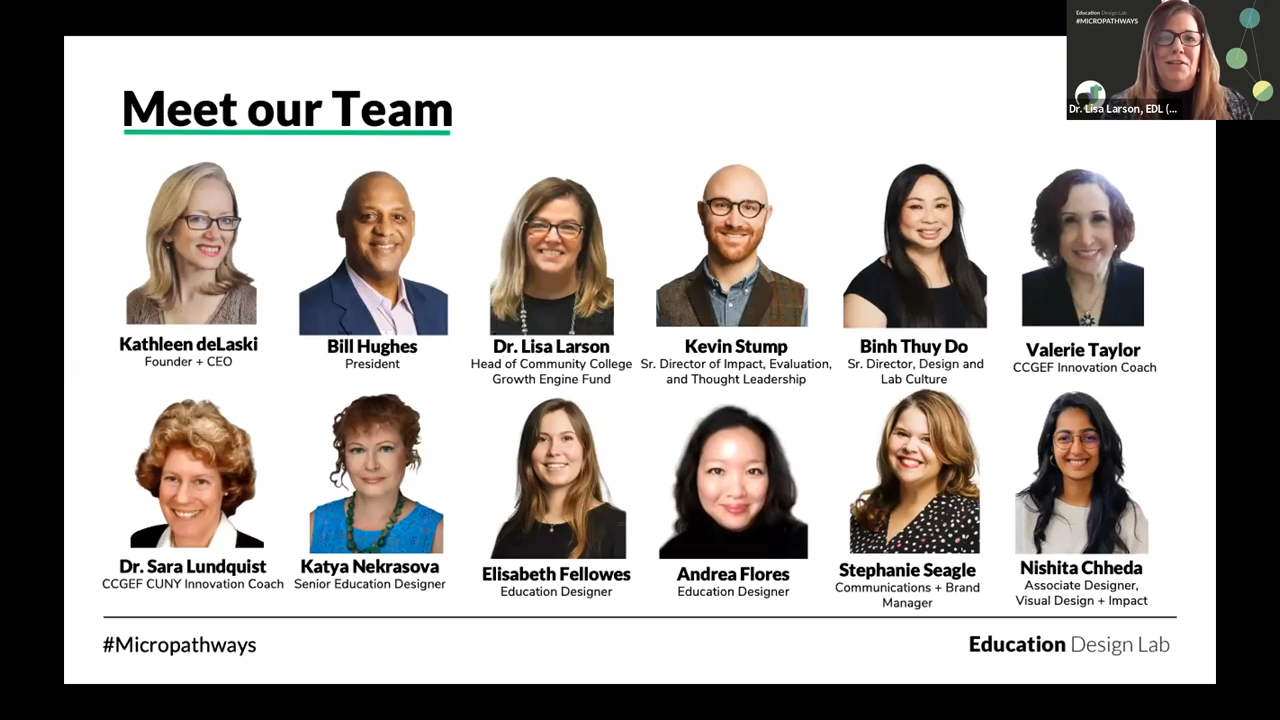 Education Design Lab
#MICROPATHWAYS
Dr. Lisa Larson, EDL (...
Meet our Team
Kathleen deLaski
Founder + CEO
Bill Hughes
President
Dr. Lisa Larson
Head of Community College
Growth Engine Fund
Kevin Stump
Sr. Director of Impact, Evaluation,
and Thought Leadership
Binh Thuy Do
Sr. Director, Design and
Lab Culture
Valerie Taylor
CCGEF Innovation Coach
Dr. Sara Lundquist
CCGEF CUNY Innovation Coach
Katya Nekrasova
Senior Education Designer
Elisabeth Fellowes
Education Designer
Andrea Flores
Education Designer
Stephanie Seagle
Communications + Brand
Manager
Nishita Chheda
Associate Designer,
Visual Design + Impact
#Micropathways
Education Design Lab